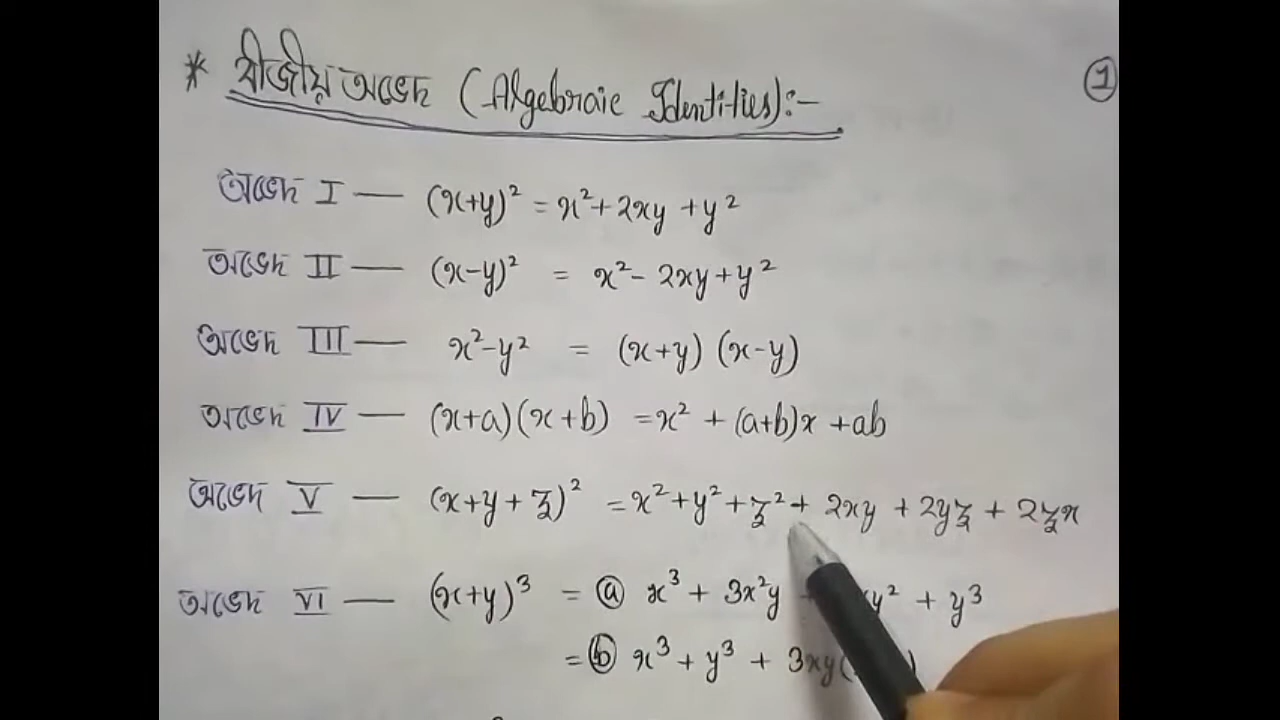 * বীজীয় অভেদ (Algebraic Identities):-
1
অভেদ I — (x+y)² = x² + 2xy + y²
অভেদ II — (x-y)² = x² - 2xy + y²
অভেদ III — x² - y² = (x+y) (x-y)
অভেদ IV — (x+a)(x+b) = x² + (a+b)x + ab
অভেদ V — (x+y+z)² = x² + y² + z² + 2xy + 2yz + 2zx
অভেদ VI — (x+y)³ = ⓐ x³ + 3x²y + y² + y³
= ⓑ x³ + y³ + 3xy( )